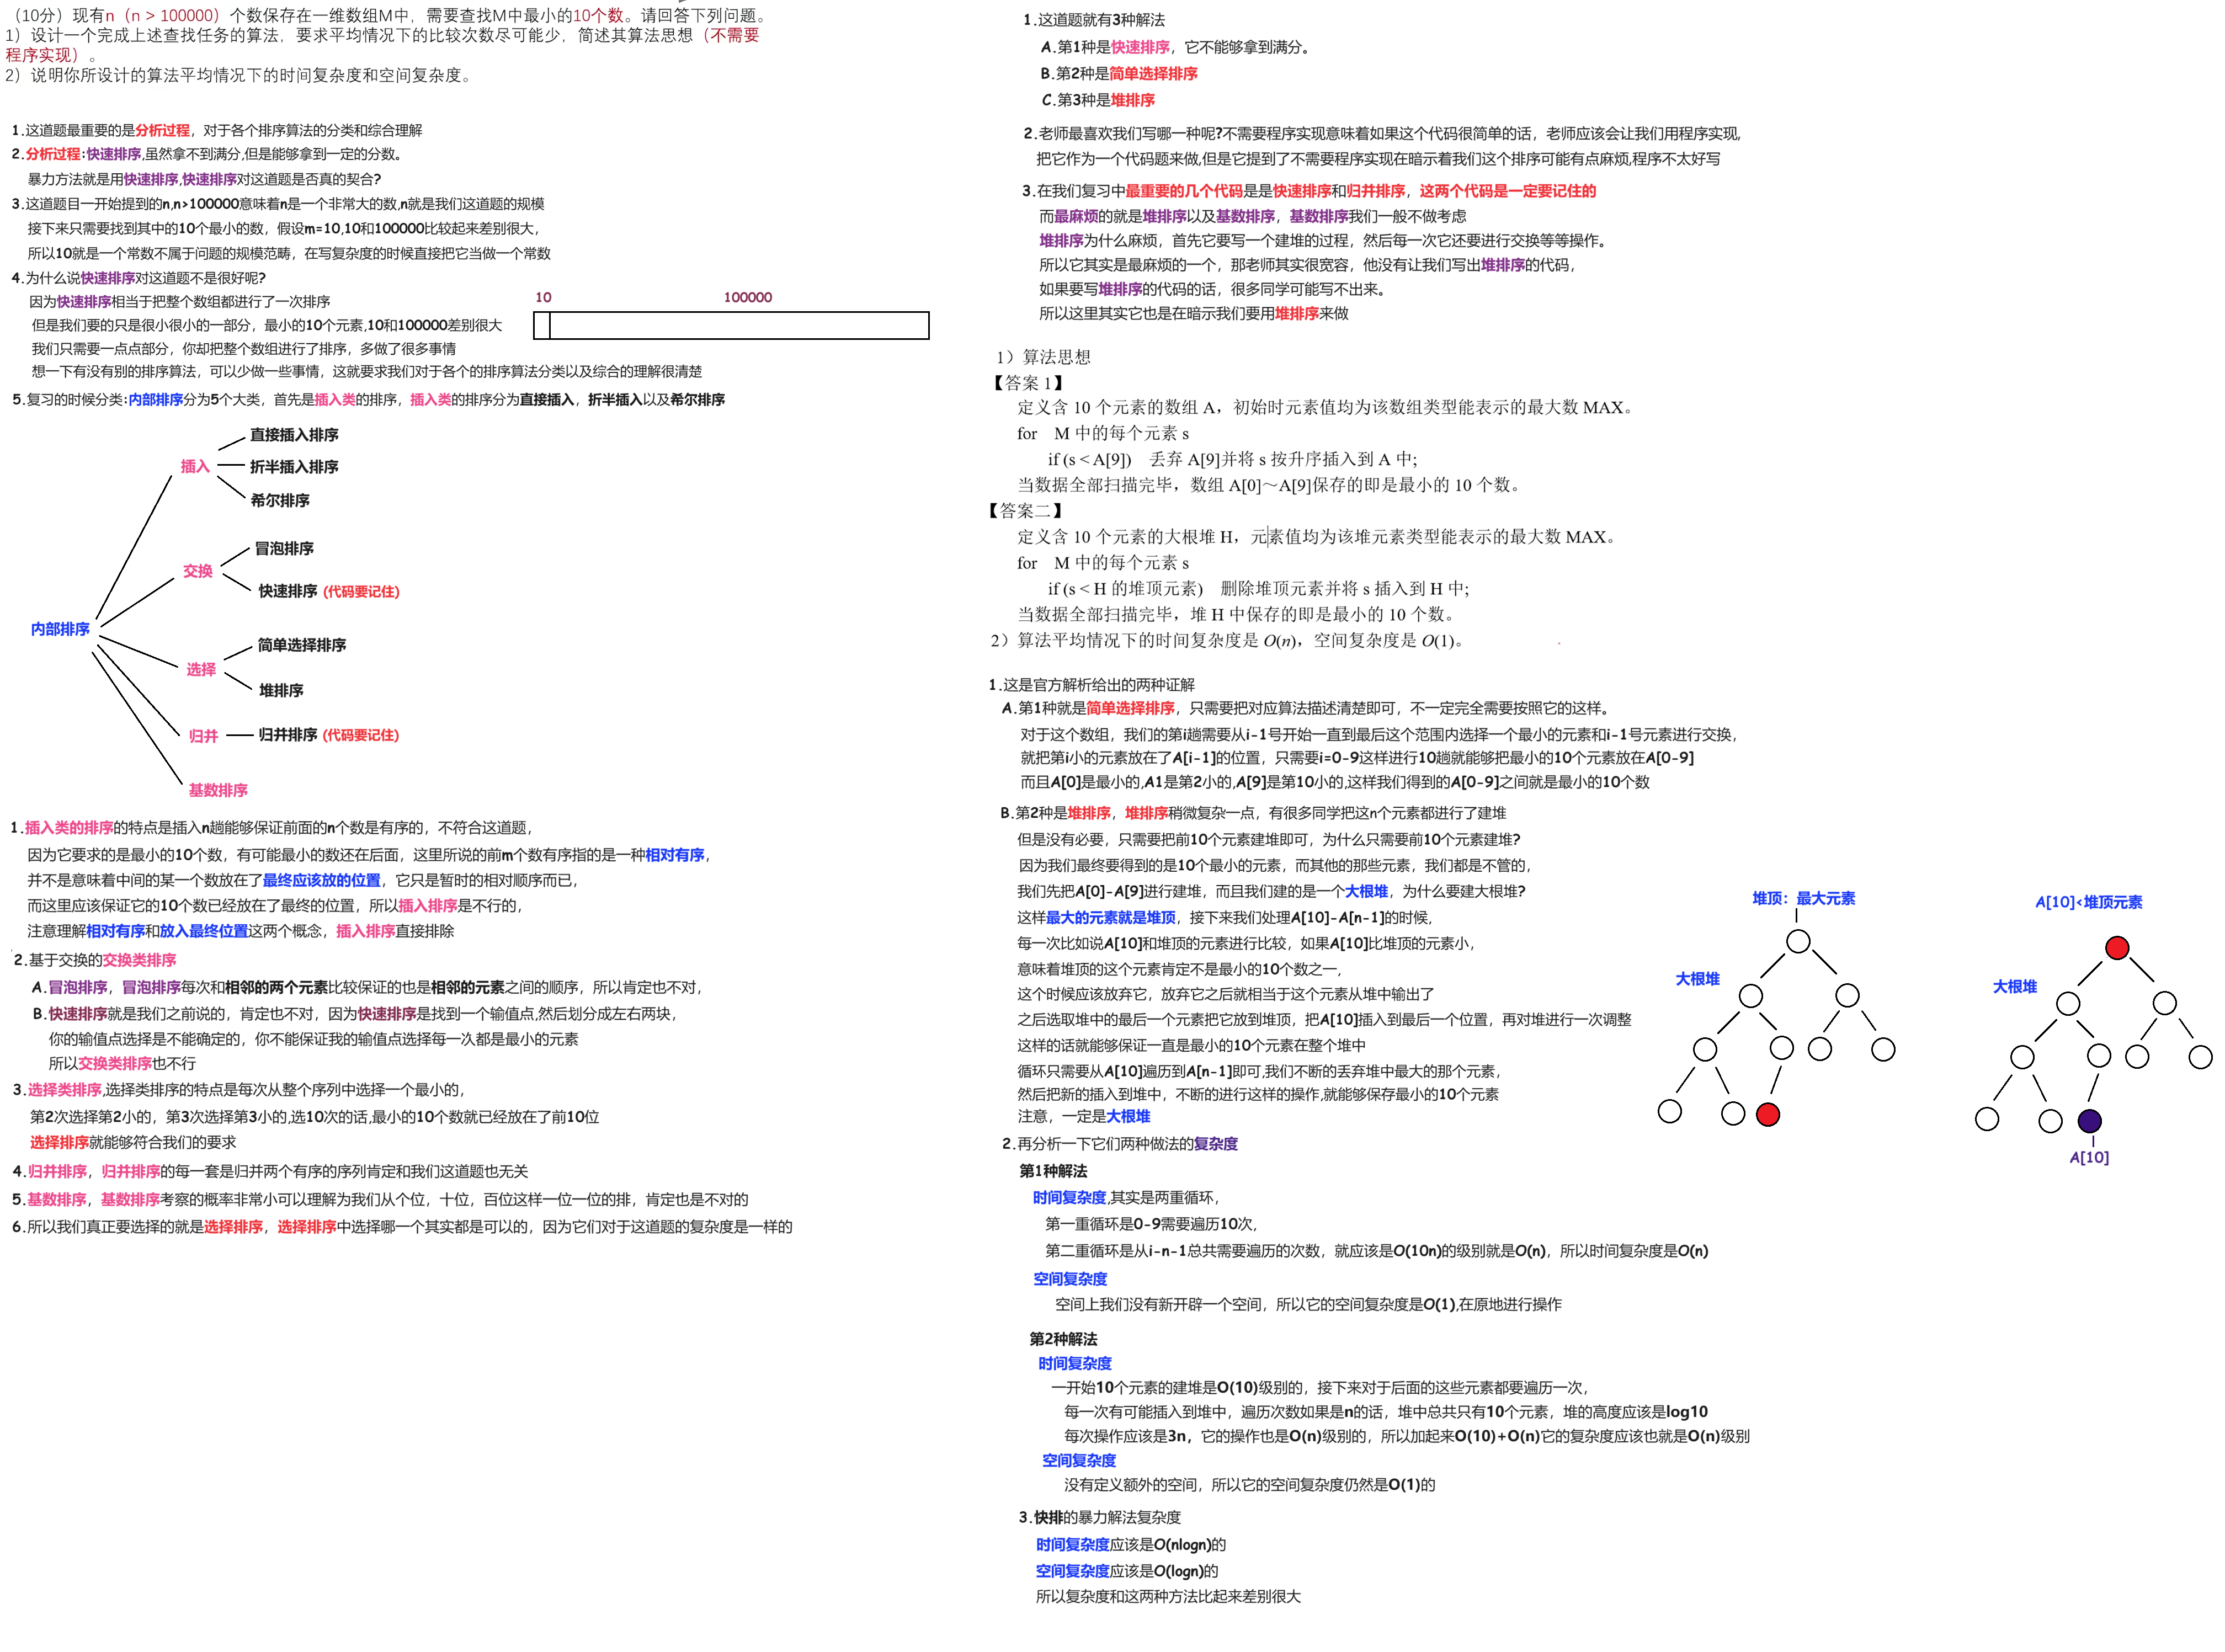 （10分）现有n（n > 100000）个数保存在一维数组M中，需要查找M中最小的10个数。请回答下列问题。
1）设计一个完成上述查找任务的算法，要求平均情况下的比较次数尽可能少，简述其算法思想（不需要
程序实现）。
2）说明你所设计的算法平均情况下的时间复杂度和空间复杂度。
1.这道题最重要的是分析过程，对于各个排序算法的分类和综合理解
2.分析过程:快速排序,虽然拿不到满分,但是能够拿到一定的分数。
暴力方法就是用快速排序,快速排序对这道题是否真的契合?
3.这道题目一开始提到的n,n>100000意味着n是一个非常大的数,n就是我们这道题的规模
接下来只需要找到其中的10个最小的数，假设m=10,10和100000比较起来差别很大，
所以10就是一个常数不属于问题的规模范畴，在写复杂度的时候直接把它当做一个常数
4.为什么说快速排序对这道题不是很好呢?
因为快速排序相当于把整个数组都进行了一次排序
但是我们要的只是很小很小的一部分，最小的10个元素,10和100000差别很大
我们只需要一点点部分，你却把整个数组进行了排序，多做了很多事情
想一下有没有别的排序算法，可以少做一些事情，这就要求我们对于各个的排序算法分类以及综合的理解很清楚
10 100000
5.复习的时候分类:内部排序分为5个大类，首先是插入类的排序，插入类的排序分为直接插入，折半插入以及希尔排序
直接插入排序
插入
折半插入排序
希尔排序
冒泡排序
交换
快速排序 (代码要记住)
内部排序
简单选择排序
选择
堆排序
归并
归并排序 (代码要记住)
基数排序
1.插入类的排序的特点是插入n趟能够保证前面的n个数是有序的，不符合这道题，
因为它要求的是最小的10个数，有可能最小的数还在后面，这里所说的前m个数有序指的是一种相对有序，
并不是意味着中间的某一个数放在了最终应该放的位置，它只是暂时的相对顺序而已，
而这里应该保证它的10个数已经放在了最终的位置，所以插入排序是不行的，
注意理解相对有序和放入最终位置这两个概念，插入排序直接排除
2.基于交换的交换类排序
A.冒泡排序，冒泡排序每次和相邻的两个元素比较保证的也是相邻的元素之间的顺序，所以肯定也不对，
B.快速排序就是我们之前说的，肯定也不对，因为快速排序是找到一个输值点,然后划分成左右两块，
你的输值点选择是不能确定的，你不能保证我的输值点选择每一次都是最小的元素
所以交换类排序也不行
3.选择类排序,选择类排序的特点是每次从整个序列中选择一个最小的，
第2次选择第2小的，第3次选择第3小的,选10次的话,最小的10个数就已经放在了前10位
选择排序就能够符合我们的要求
4.归并排序，归并排序的每一套是归并两个有序的序列肯定和我们这道题也无关
5.基数排序，基数排序考察的概率非常小可以理解为我们从个位，十位，百位这样一位一位的排，肯定也是不对的
6.所以我们真正要选择的就是选择排序，选择排序中选择哪一个其实都是可以的，因为它们对于这道题的复杂度是一样的
1.这道题就有3种解法
A.第1种是快速排序，它不能够拿到满分。
B.第2种是简单选择排序
C.第3种是堆排序
2.老师最喜欢我们写哪一种呢?不需要程序实现意味着如果这个代码很简单的话，老师应该会让我们用程序实现，
把它作为一个代码题来做,但是它提到了不需要程序实现在暗示着我们这个排序可能有点麻烦,程序不太好写
3.在我们复习中最重要的几个代码是是快速排序和归并排序，这两个代码是一定要记住的
而最麻烦的就是堆排序以及基数排序，基数排序我们一般不做考虑
堆排序为什么麻烦，首先它要写一个建堆的过程，然后每一次它还要进行交换等等操作。
所以它其实是最麻烦的一个，那老师其实很宽容，他没有让我们写出堆排序的代码，
如果要写堆排序的代码的话，很多同学可能写不出来。
所以这里其实它也是在暗示我们要用堆排序来做
1）算法思想
【答案 1】
定义含 10 个元素的数组 A，初始时元素值均为该数组类型能表示的最大数 MAX。
for M 中的每个元素 s
if (s < A[9]) 丢弃 A[9]并将 s 按升序插入到 A 中;
当数据全部扫描完毕，数组 A[0]～A[9]保存的即是最小的 10 个数。
【答案二】
定义含 10 个元素的大根堆 H，元素值均为该堆元素类型能表示的最大数 MAX。
for M 中的每个元素 s
if (s < H 的堆顶元素) 删除堆顶元素并将 s 插入到 H 中;
当数据全部扫描完毕，堆 H 中保存的即是最小的 10 个数。
2）算法平均情况下的时间复杂度是 O(n)，空间复杂度是 O(1)。
1.这是官方解析给出的两种证解
A.第1种就是简单选择排序，只需要把对应算法描述清楚即可，不一定完全需要按照它的这样。
对于这个数组，我们的第i趟需要从i-1号开始一直到最后这个范围内选择一个最小的元素和i-1号元素进行交换，
就把第i小的元素放在了A[i-1]的位置，只需要i=0-9这样进行10趟就能够把最小的10个元素放在A[0-9]
而且A[0]是最小的,A1是第2小的,A[9]是第10小的,这样我们得到的A[0-9]之间就是最小的10个数
B.第2种是堆排序，堆排序稍微复杂一点，有很多同学把这n个元素都进行了建堆
但是没有必要，只需要把前10个元素建堆即可，为什么只需要前10个元素建堆?
因为我们最终要得到的是10个最小的元素，而其他的那些元素，我们都是不管的，
我们先把A[0]-A[9]进行建堆，而且我们建的是一个大根堆，为什么要建大根堆?
这样最大的元素就是堆顶，接下来我们处理A[10]-A[n-1]的时候，
每一次比如说A[10]和堆顶的元素进行比较，如果A[10]比堆顶的元素小，
意味着堆顶的这个元素肯定不是最小的10个数之一，
这个时候应该放弃它，放弃它之后就相当于这个元素从堆中输出了
之后选取堆中的最后一个元素把它放到堆顶，把A[10]插入到最后一个位置，再对堆进行一次调整
这样的话就能够保证一直是最小的10个元素在整个堆中
循环只需要从A[10]遍历到A[n-1]即可,我们不断的丢弃堆中最大的那个元素，
然后把新的插入到堆中，不断的进行这样的操作,就能够保存最小的10个元素
注意，一定是大根堆
堆顶：最大元素
大根堆
A[10]<堆顶元素
大根堆
A[10]
2.再分析一下它们两种做法的复杂度
第1种解法
时间复杂度,其实是两重循环，
第一重循环是0-9需要遍历10次，
第二重循环是从i-n-1总共需要遍历的次数，就应该是O(10n)的级别就是O(n)，所以时间复杂度是O(n)
空间复杂度
空间上我们没有新开辟一个空间，所以它的空间复杂度是O(1),在原地进行操作
第2种解法
时间复杂度
一开始10个元素的建堆是O(10)级别的，接下来对于后面的这些元素都要遍历一次，
每一次有可能插入到堆中，遍历次数如果是n的话，堆中总共只有10个元素，堆的高度应该是log10
每次操作应该是3n，它的操作也是O(n)级别的，所以加起来O(10)+O(n)它的复杂度应该也就是O(n)级别
空间复杂度
没有定义额外的空间，所以它的空间复杂度仍然是O(1)的
3.快排的暴力解法复杂度
时间复杂度应该是O(nlogn)的
空间复杂度应该是O(logn)的
所以复杂度和这两种方法比起来差别很大